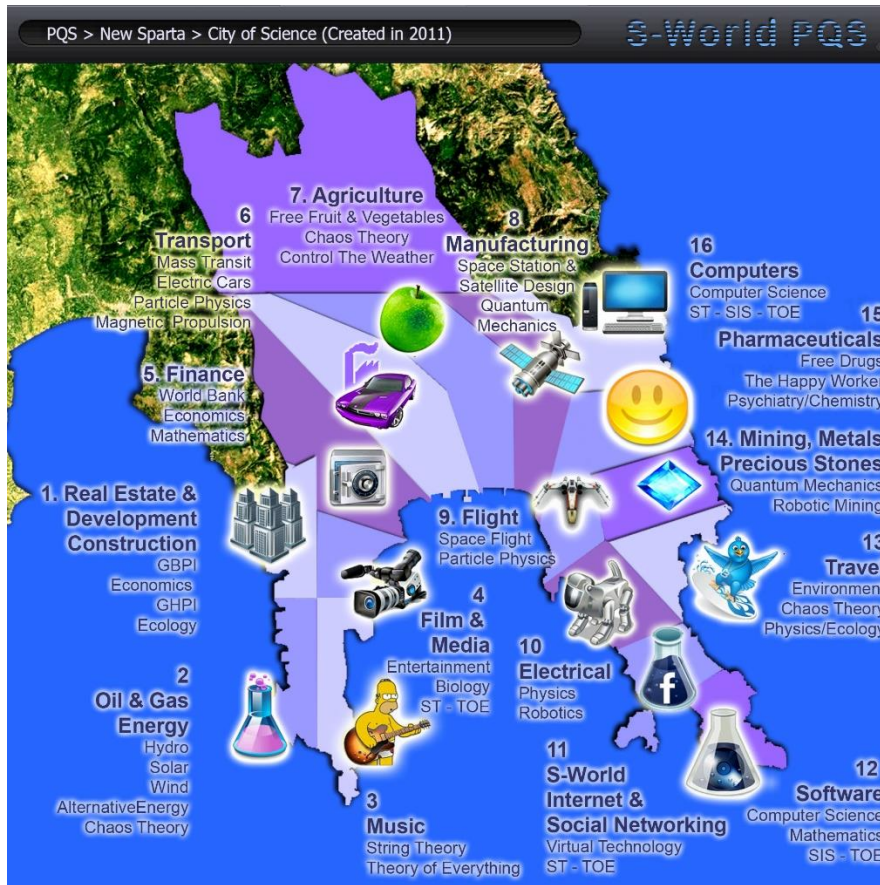 PQS > New Sparta > City of Science (Created in 2011)
S-World PQS
7. Agriculture
Free Fruit & Vegetables
Chaos Theory
Control The Weather
6
Transport
Mass Transit
Electric Cars
Particle Physics
Magnetic Propulsion
8
Manufacturing
Space Station &
Satellite Design
Quantum
Mechanics
16
Computers
Computer Science
ST - SIS - TOE
15
Pharmaceuticals
Free Drugs
The Happy Worker
Psychiatry/Chemistry
5. Finance
World Bank
Economics
Mathematics
14. Mining, Metals
Precious Stones
Quantum Mechanics
Robotic Mining
1. Real Estate &
Development
Construction
GBPI
Economics
GHPI
Ecology
9. Flight
Space Flight
Particle Physics
13
Travel
Environment
Chaos Theory
Physics/Ecology
4
Film &
Media
Entertainment
Biology
ST - TOE
10
Electrical
Physics
Robotics
f
2
Oil & Gas
Energy
Hydro
Solar
Wind
AlternativeEnergy
Chaos Theory
3
Music
String Theory
Theory of Everything
11
S-World
Internet &
Social Networking
Virtual Technology
ST - TOE
12
Software
Computer Science
Mathematics
SIS - TOE